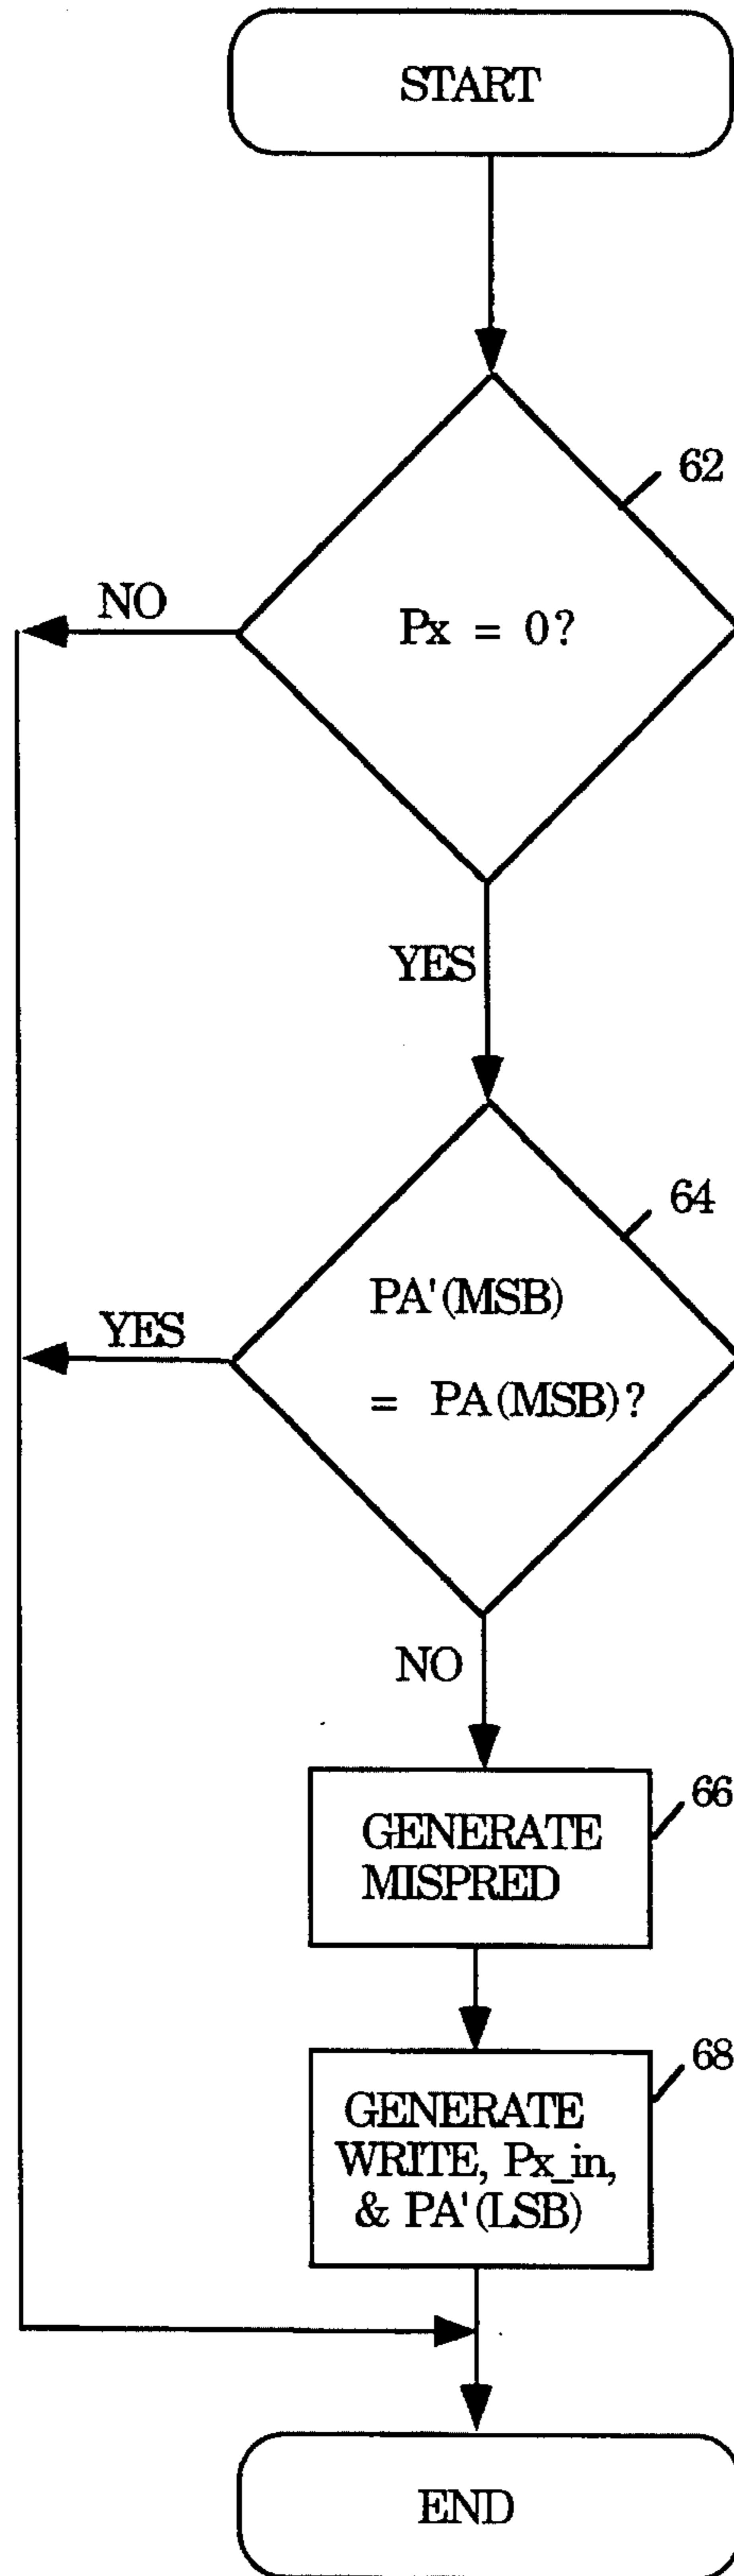 START
62
NO
Px = 0?
YES
64
PA'(MSB)
YES
= PA(MSB)?
NO
66
GENERATE
MISPRED
68
GENERATE
WRITE, Px_in,
& PA'(LSB)
END